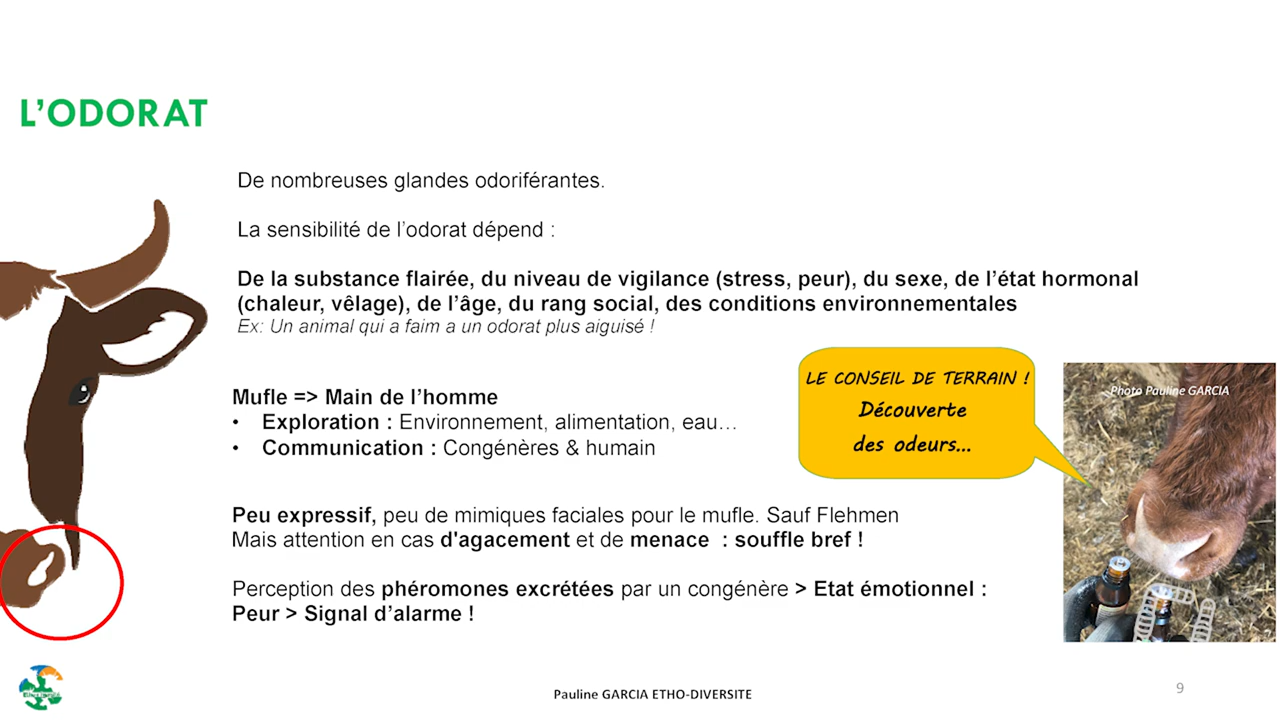 L’ODORAT
De nombreuses glandes odoriférantes.
La sensibilité de l’odorat dépend :
De la substance flairée, du niveau de vigilance (stress, peur), du sexe, de l’état hormonal
(chaleur, vêlage), de l’âge, du rang social, des conditions environnementales
Ex: Un animal qui a faim a un odorat plus aiguisé !
Mufle => Main de l’homme
• Exploration : Environnement, alimentation, eau…
• Communication : Congénères & humain
LE CONSEIL DE TERRAIN !
Découverte
des odeurs...
Photo Pauline GARCIA
Peu expressif, peu de mimiques faciales pour le mufle. Sauf Flehmen
Mais attention en cas d'agacement et de menace : souffle bref !
Perception des phéromones excrétées par un congénère > Etat émotionnel :
Peur > Signal d’alarme !
Pauline GARCIA ETHO-DIVERSITE
9